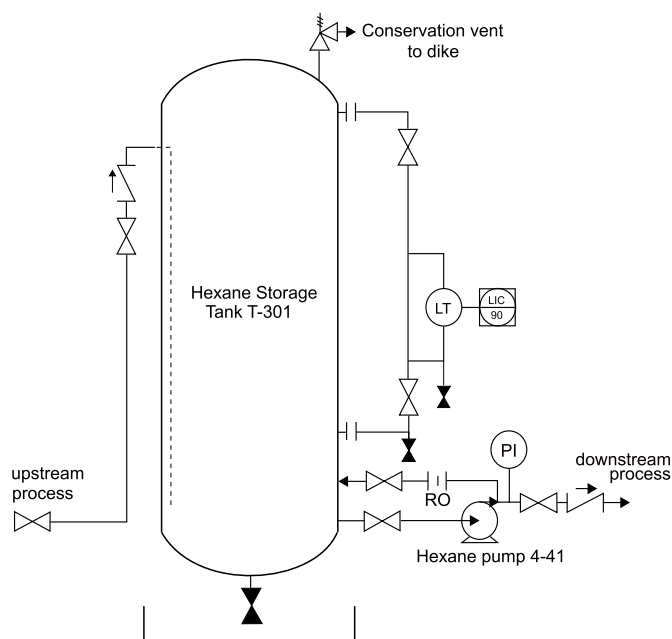 Conservation vent
to dike
Hexane Storage
Tank T-301
LT
LIC
90
PI
downstream
process
upstream
process
RO
Hexane pump 4-41